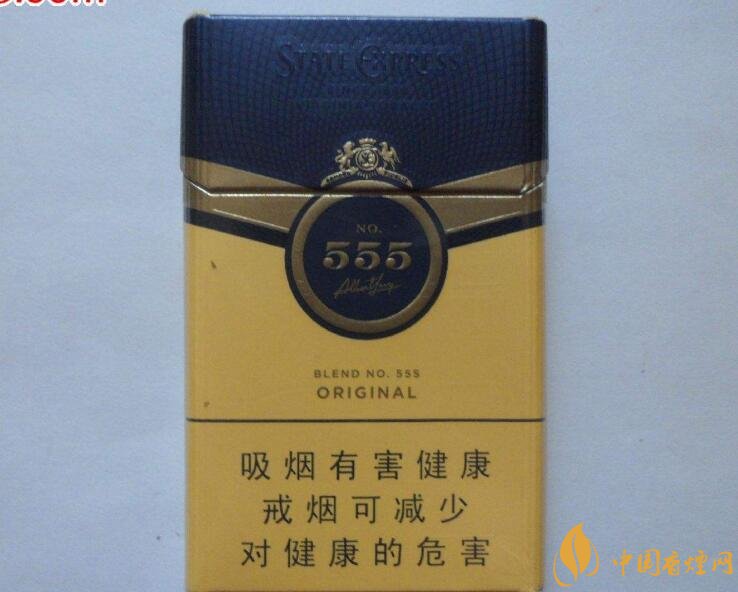 STATE EXPRESS
NO.
555
BLEND NO. 555
ORIGINAL
吸烟有害健康
戒烟可减少
对健康的危害
中国香烟网